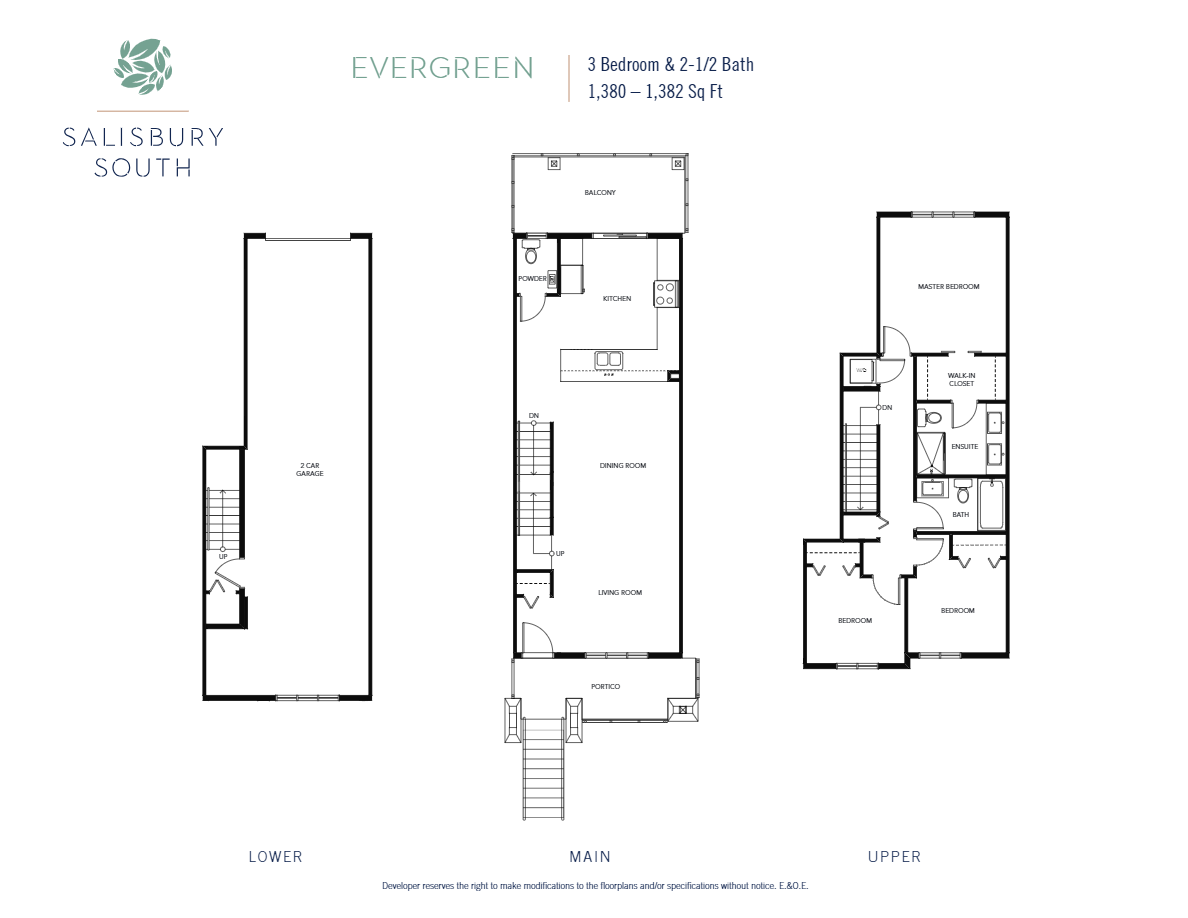 SALISBURY
SOUTH
EVERGREEN
3 Bedroom & 2-1/2 Bath
1,380 – 1,382 Sq Ft
2 CAR
GARAGE
UP
LOWER
BALCONY
POWDER
KITCHEN
DN
DINING ROOM
UP
LIVING ROOM
PORTICO
MAIN
MASTER BEDROOM
W/D
WALK-IN
CLOSET
DN
ENSUITE
BATH
BEDROOM
BEDROOM
UPPER
Developer reserves the right to make modifications to the floorplans and/or specifications without notice. E.&O.E.